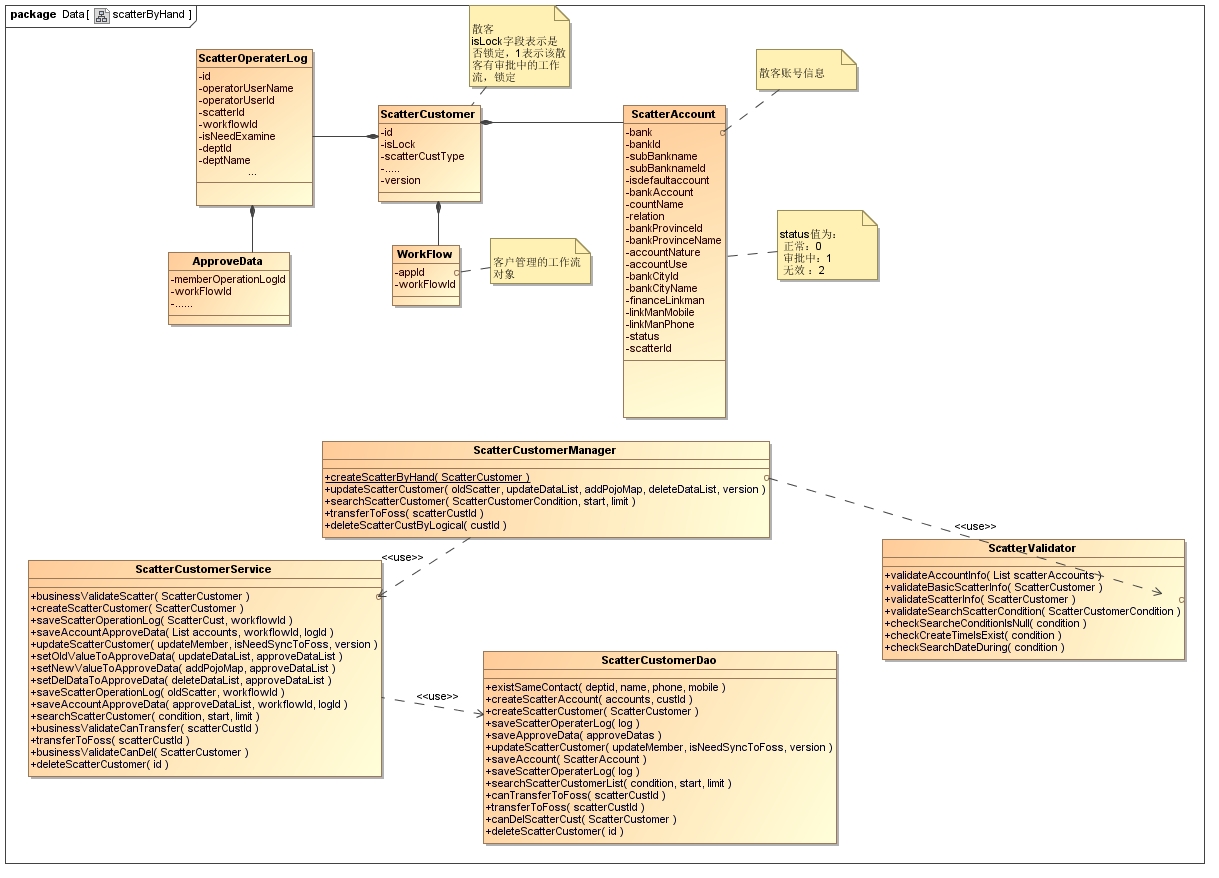 package Data [ scatterByHand ]
散客
isLock字段表示是
否锁定，1表示该散
客有审批中的工作
流，锁定
散客账号信息
ScatterOperaterLog
-id
-operatorUserName
-operatorUserId
-scatterId
-workflowId
-isNeedExamine
-deptId
-deptName
...
ScatterCustomer
-id
-isLock
-scatterCustType
-.....
-version
ScatterAccount
-bank
-bankId
-subBankname
-subBanknameId
-isdefaultaccount
-bankAccount
-countName
-relation
-bankProvinceId
-bankProvinceName
-accountNature
-accountUse
-bankCityId
-bankCityName
-financeLinkman
-linkManMobile
-linkManPhone
-status
-scatterId
status值为：
正常：0
审批中：1
无效：2
ApproveData
-memberOperationLogId
-workFlowId
-......
WorkFlow
-appId
-workFlowId
客户管理的工作流
对象
ScatterCustomerManager
+createScatterByHand( ScatterCustomer )
+updateScatterCustomer( oldScatter, updateDataList, addPojoMap, deleteDataList, version )
+searchScatterCustomer( ScatterCustomerCondition, start, limit )
+transferToFoss( scatterCustId )
+deleteScatterCustByLogical( custId )
<<use>>
<<use>>
ScatterValidator
+validateAccountInfo( List scatterAccounts )
+validateBasicScatterInfo( ScatterCustomer )
+validateScatterInfo( ScatterCustomer )
+validateSearchScatterCondition( ScatterCustomerCondition )
+checkSearcheConditionIsNull( condition )
+checkCreateTimeIsExist( condition )
+checkSearchDateDuring( condition )
ScatterCustomerService
+businessValidateScatter( ScatterCustomer )
+createScatterCustomer( ScatterCustomer )
+saveScatterOperationLog( ScatterCust, workflowId )
+saveAccountApproveData( List accounts, workflowId, logId )
+updateScatterCustomer( updateMember, isNeedSyncToFoss, version )
+setOldValueToApproveData( updateDataList, approveDataList )
+setNewValueToApproveData( addPojoMap, approveDataList )
+setDelDataToApproveData( deleteDataList, approveDataList )
+saveScatterOperationLog( oldScatter, workflowId )
+saveAccountApproveData( approveDataList, workflowId, logId )
+searchScatterCustomer( condition, start, limit )
+businessValidateCanTransfer( scatterCustId )
+transferToFoss( scatterCustId )
+businessValidateCanDel( ScatterCustomer )
+deleteScatterCustomer( id )
<<use>>
ScatterCustomerDao
+existSameContact( deptid, name, phone, mobile )
+createScatterAccount( accounts, custId )
+createScatterCustomer( ScatterCustomer )
+saveScatterOperaterLog( log )
+saveApproveData( approveDatas )
+updateScatterCustomer( updateMember, isNeedSyncToFoss, version )
+saveAccount( ScatterAccount )
+saveScatterOperaterLog( log )
+searchScatterCustomerList( condition, start, limit )
+canTransferToFoss( scatterCustId )
+transferToFoss( scatterCustId )
+canDelScatterCust( ScatterCustomer )
+deleteScatterCustomer( id )